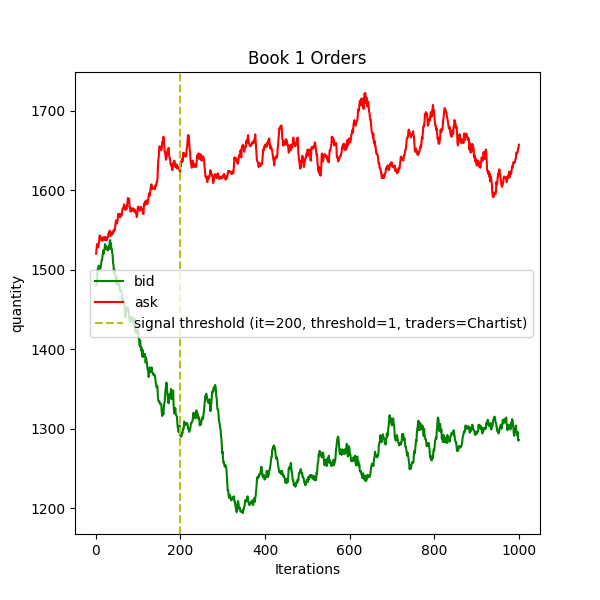 Book 1 Orders
quantity
1700
1600
1500
1400
1300
1200
bid
ask
signal threshold (it=200, threshold=1, traders=Chartist)
0 200 400 600 800 1000
Iterations